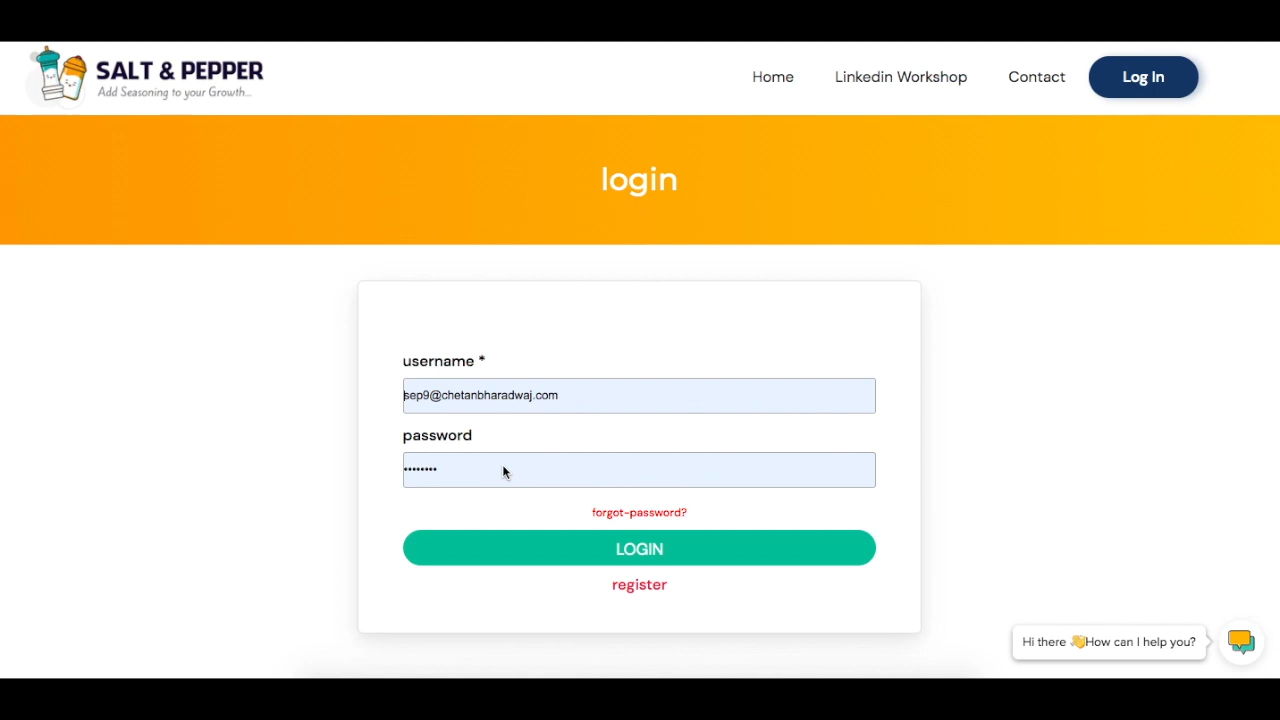 SALT & PEPPER
Add Seasoning to your Growth...
Home
Linkedin Workshop
Contact
Log In
login
username *
sep9@chetanbharadwaj.com
password
••••••••
forgot-password?
LOGIN
register
Hi there 👋How can I help you?